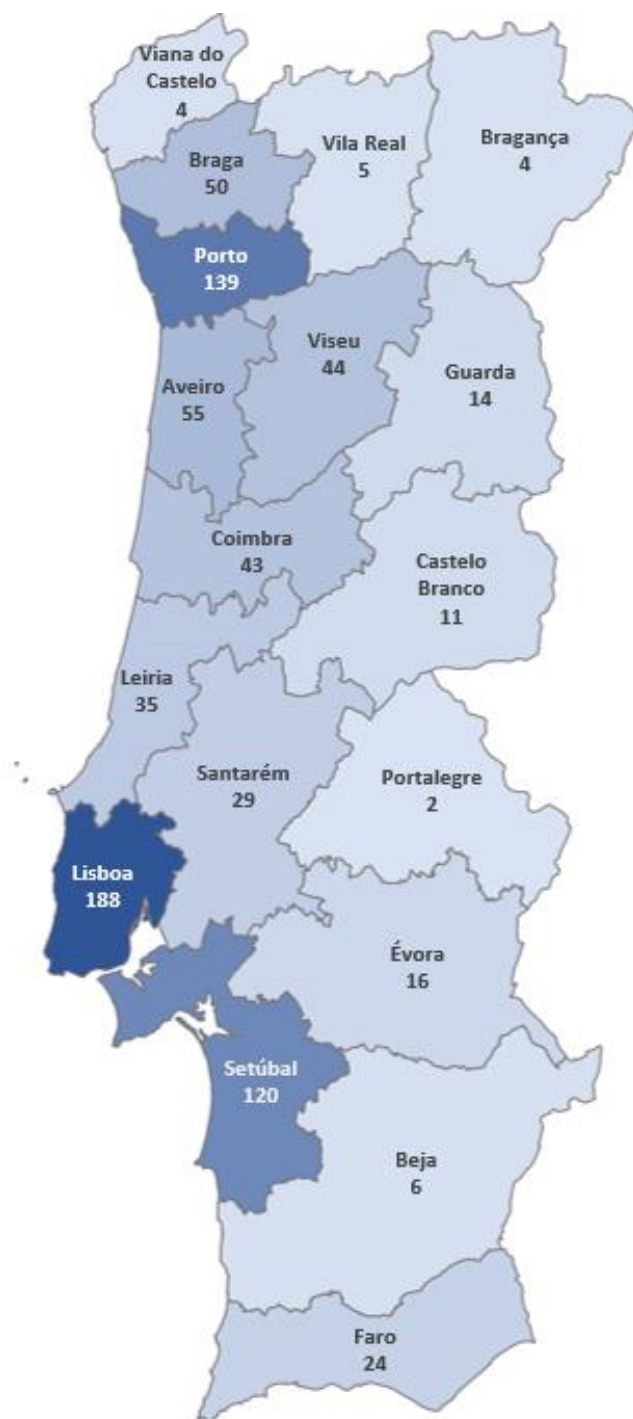 Viana do
Castelo
4
Braga
50
Vila Real
5
Bragança
4
Porto
139
Aveiro
55
Viseu
44
Guarda
14
Coimbra
43
Castelo
Branco
11
Leiria
35
Santarém
29
Portalegre
2
Lisboa
188
Évora
16
Setúbal
120
Beja
6
Faro
24